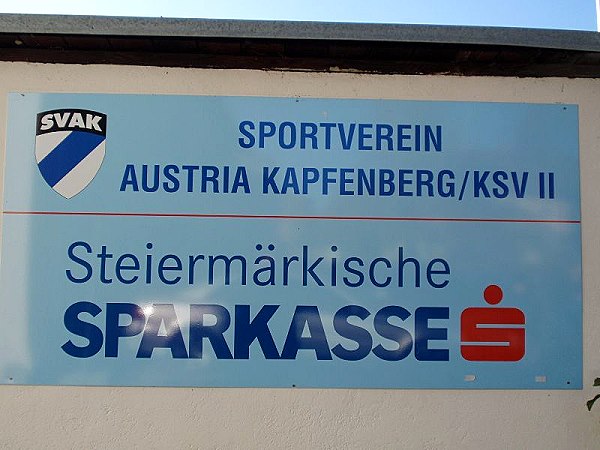 SVAK
SPORTVEREIN
AUSTRIA KAPFENBERG/KSV II
Steiermärkische
SPARKASSE